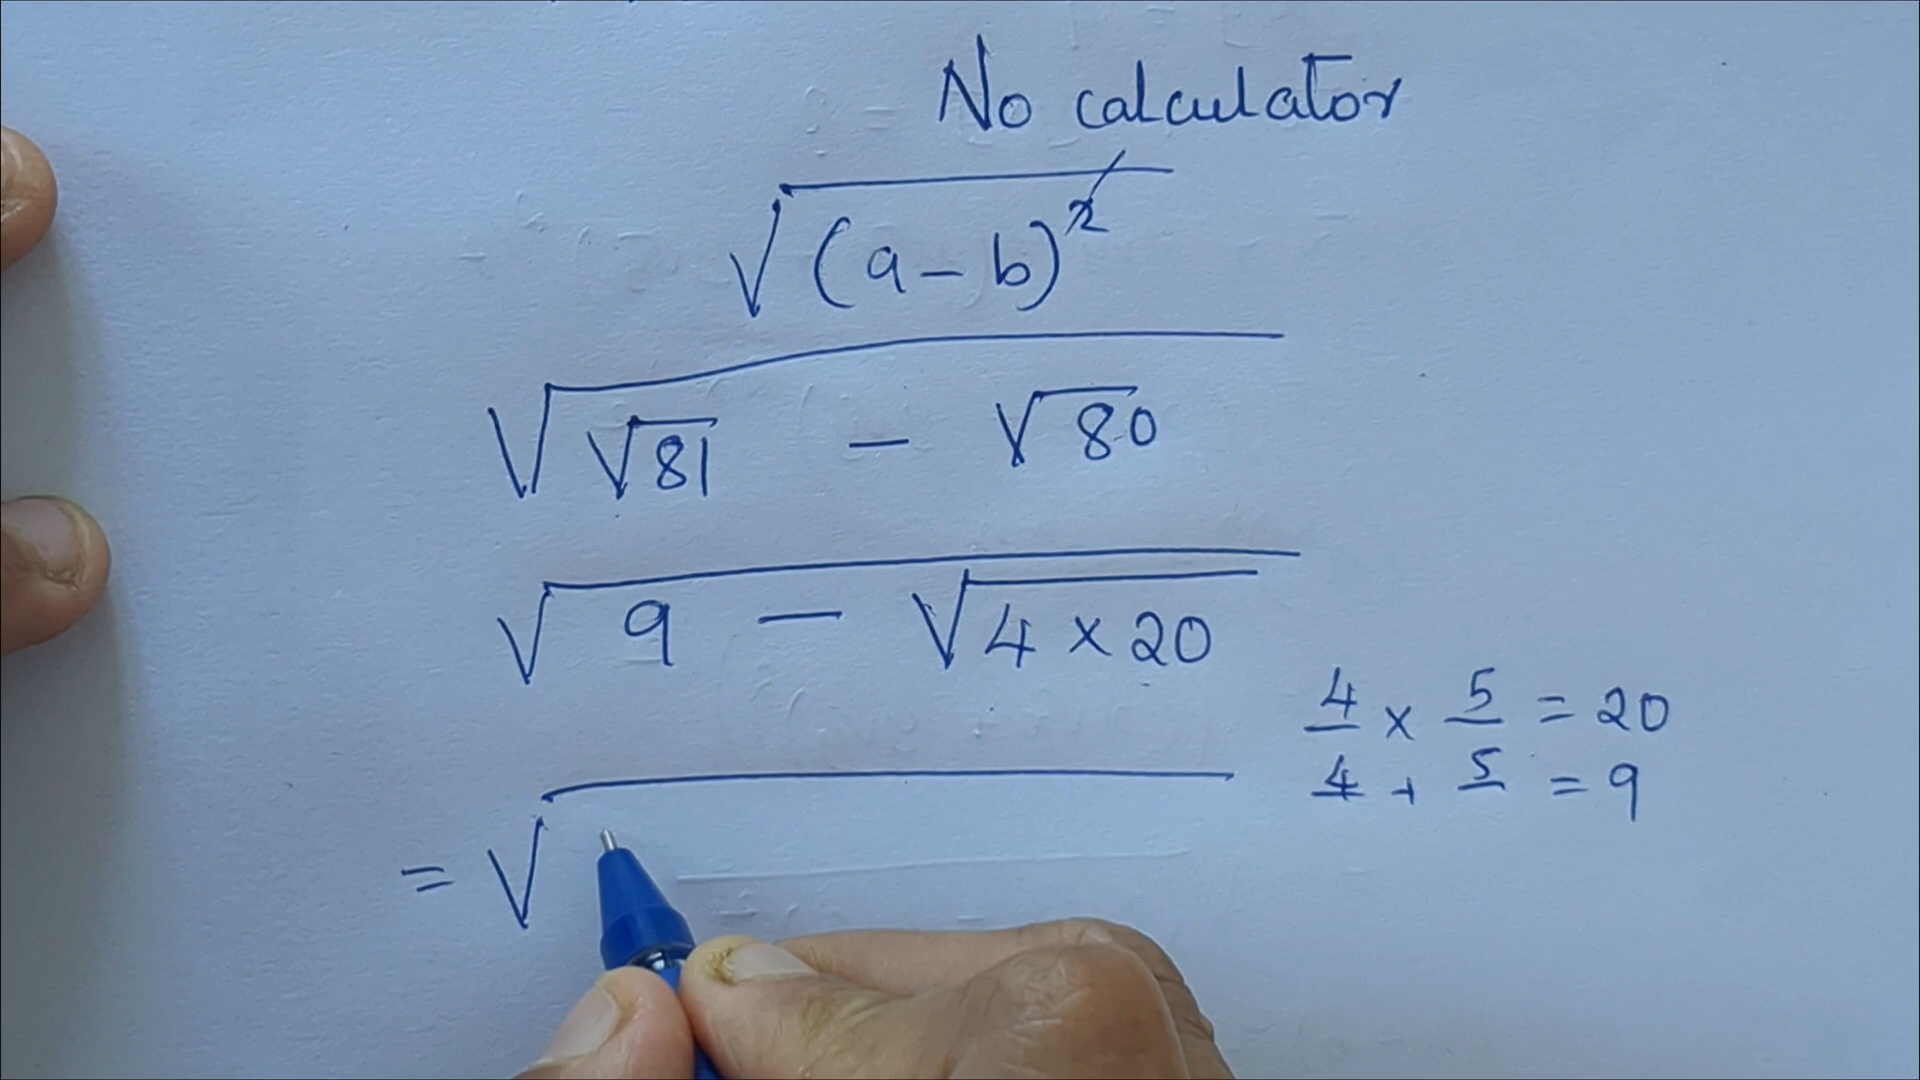 No calculator
√(a - b)²
√(√81 - √80)
√(9 - √(4 × 20))
4 × 5 = 20
4 + 5 = 9
= √